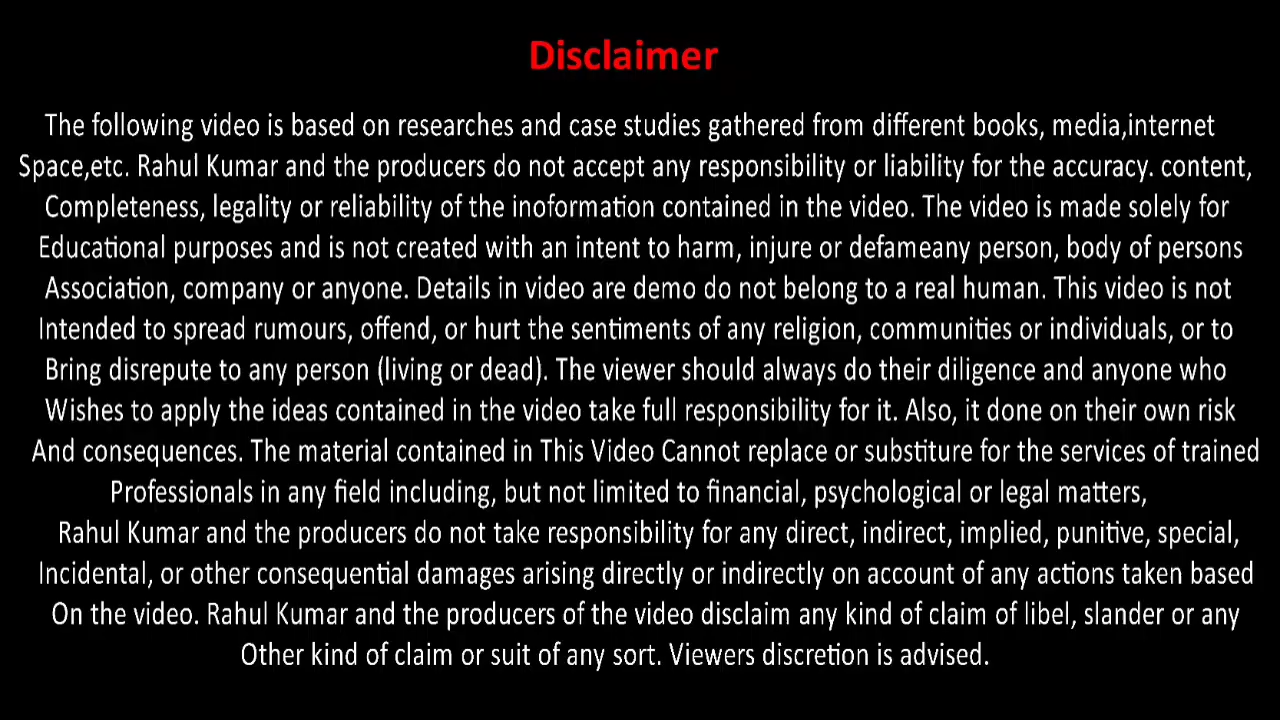 Disclaimer
The following video is based on researches and case studies gathered from different books, media,internet
Space,etc. Rahul Kumar and the producers do not accept any responsibility or liability for the accuracy. content,
Completeness, legality or reliability of the inoformation contained in the video. The video is made solely for
Educational purposes and is not created with an intent to harm, injure or defameany person, body of persons
Association, company or anyone. Details in video are demo do not belong to a real human. This video is not
Intended to spread rumours, offend, or hurt the sentiments of any religion, communities or individuals, or to
Bring disrepute to any person (living or dead). The viewer should always do their diligence and anyone who
Wishes to apply the ideas contained in the video take full responsibility for it. Also, it done on their own risk
And consequences. The material contained in This Video Cannot replace or substiture for the services of trained
Professionals in any field including, but not limited to financial, psychological or legal matters,
Rahul Kumar and the producers do not take responsibility for any direct, indirect, implied, punitive, special,
Incidental, or other consequential damages arising directly or indirectly on account of any actions taken based
On the video. Rahul Kumar and the producers of the video disclaim any kind of claim of libel, slander or any
Other kind of claim or suit of any sort. Viewers discretion is advised.